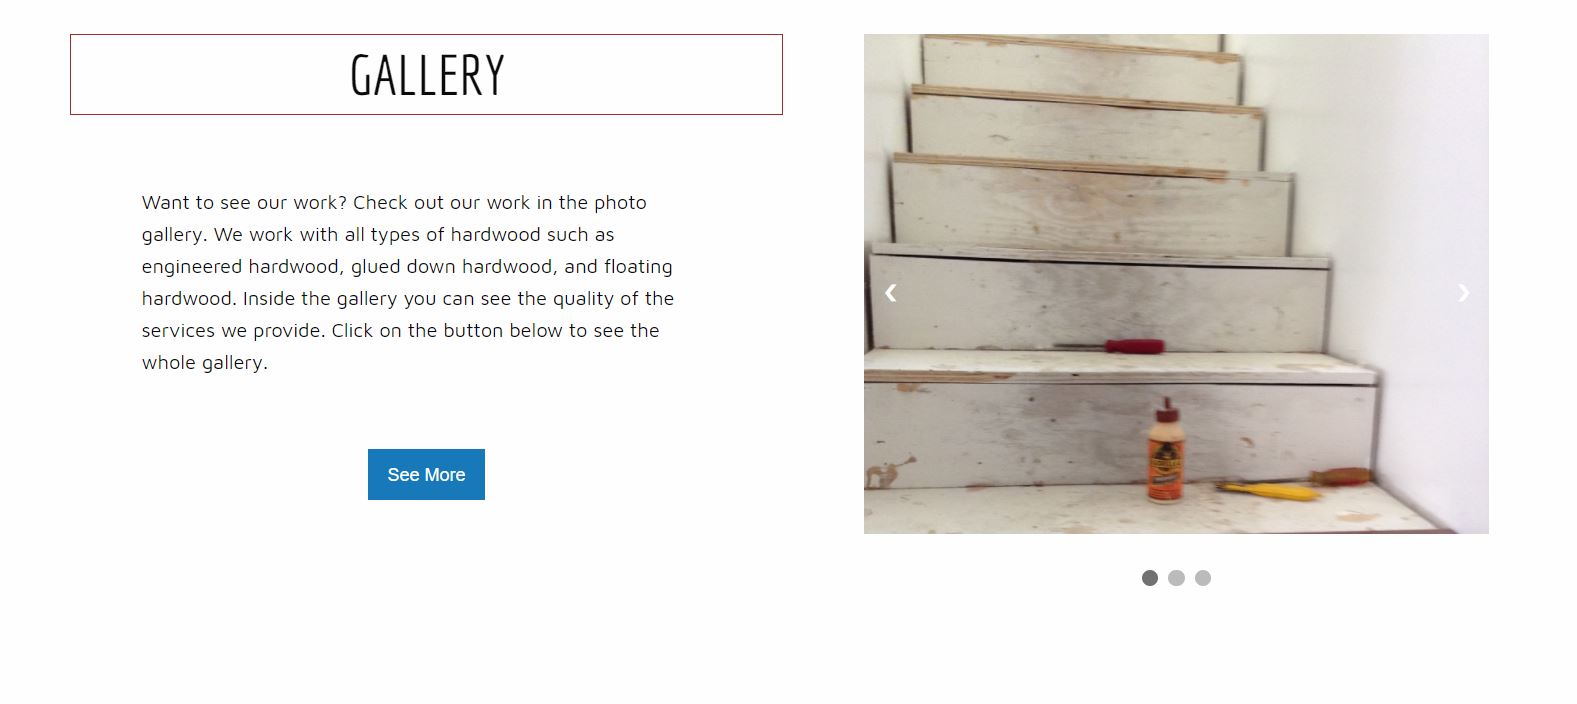 GALLERY
Want to see our work? Check out our work in the photo
gallery. We work with all types of hardwood such as
engineered hardwood, glued down hardwood, and floating
hardwood. Inside the gallery you can see the quality of the
services we provide. Click on the button below to see the
whole gallery.
See More